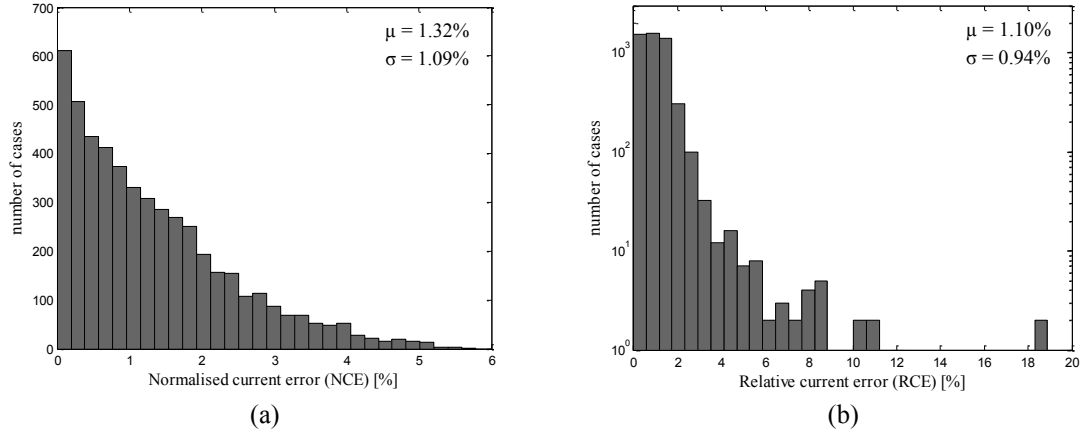 700
600
500
400
300
200
100
0
number of cases
μ = 1.32%
σ = 1.09%
0 1 2 3 4 5 6
Normalised current error (NCE) [%]
(a)
10³
10²
10¹
10⁰
number of cases
μ = 1.10%
σ = 0.94%
0 2 4 6 8 10 12 14 16 18 20
Relative current error (RCE) [%]
(b)